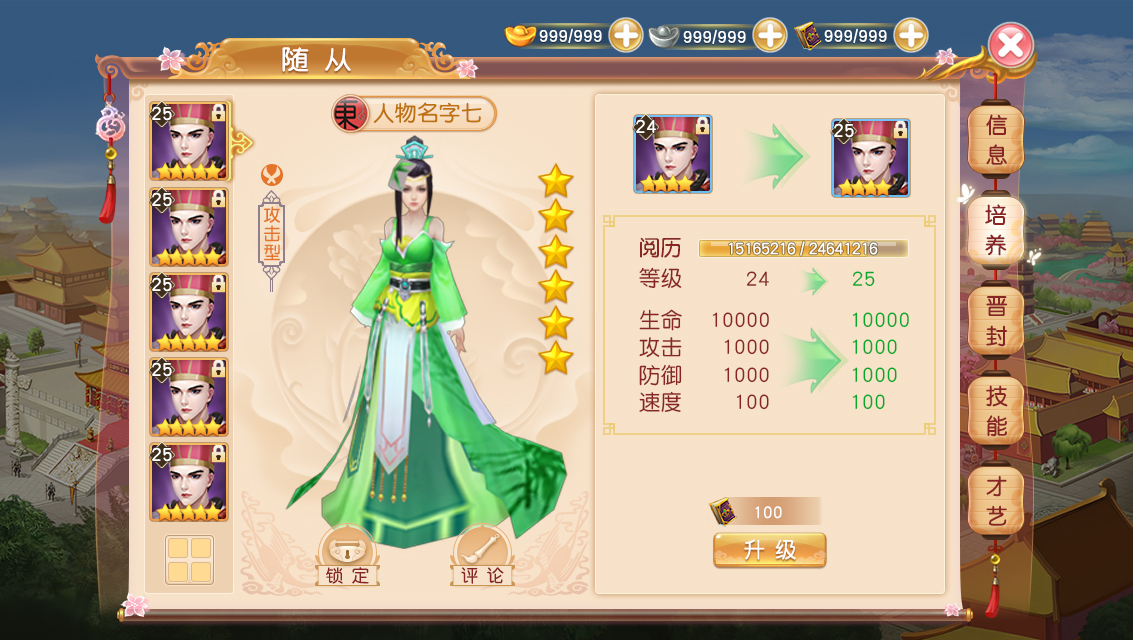 999/999
999/999
999/999
随从
25
25
25
25
25
東 人物名字七
攻击型
锁定
评论
24
25
阅历 15165216 / 24641216
等级 24 25
生命 10000 10000
攻击 1000 1000
防御 1000 1000
速度 100 100
100
升级
信息
培养
晋封
技能
才艺